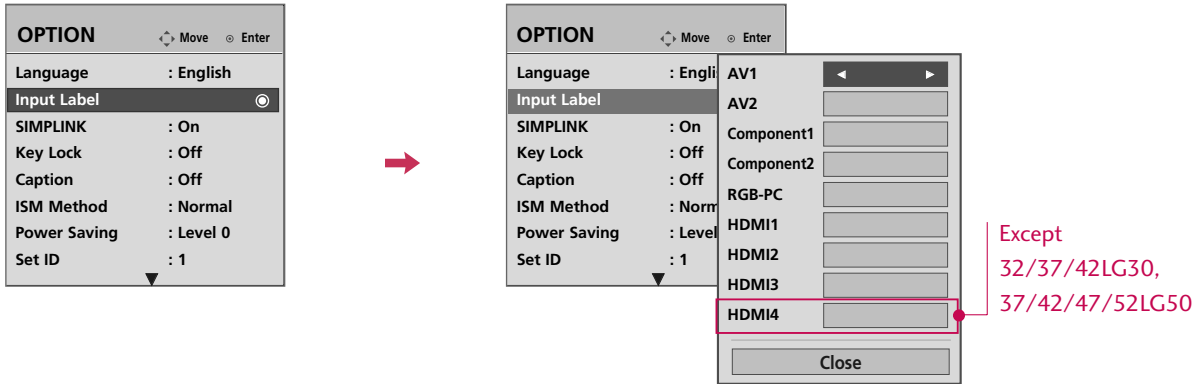 OPTION Move Enter
Language : English
Input Label
SIMPLINK : On
Key Lock : Off
Caption : Off
ISM Method : Normal
Power Saving : Level 0
Set ID : 1
OPTION Move Enter
Language : Engli
Input Label
SIMPLINK : On
Key Lock : Off
Caption : Off
ISM Method : Norm
Power Saving : Level
Set ID : 1
AV1
AV2
Component1
Component2
RGB-PC
HDMI1
HDMI2
HDMI3
HDMI4
Close
Except
32/37/42LG30,
37/42/47/52LG50